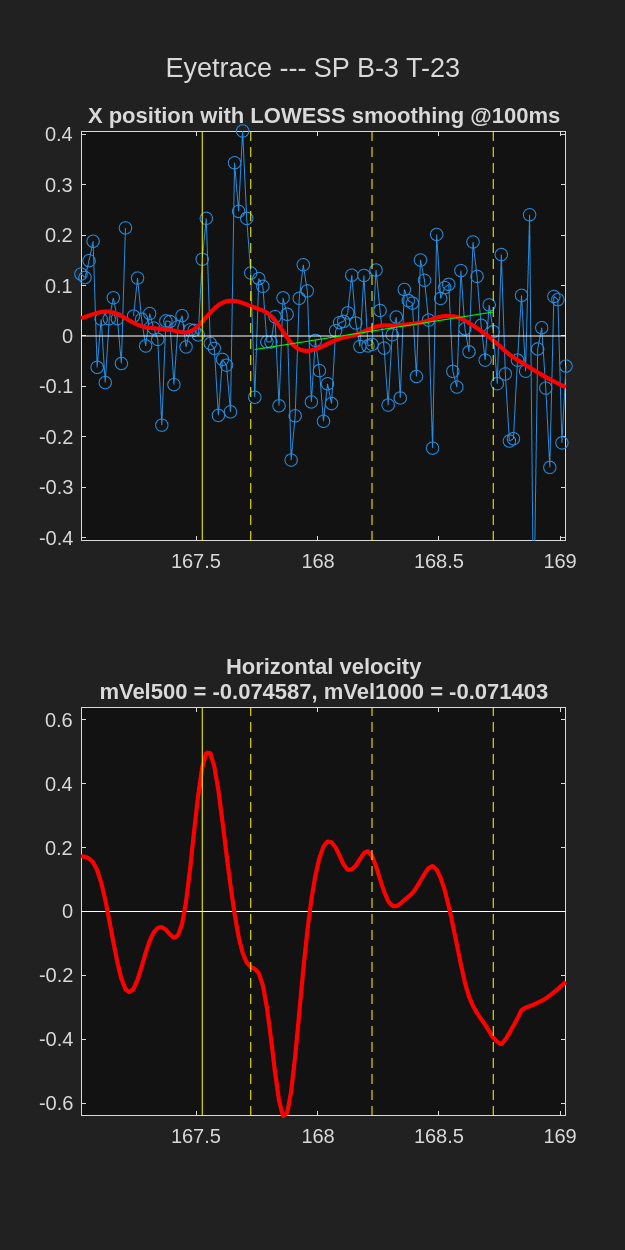 Eyetrace --- SP B-3 T-23
X position with LOWESS smoothing @100ms
0.4
0.3
0.2
0.1
0
-0.1
-0.2
-0.3
-0.4
167.5 168 168.5 169
Horizontal velocity
mVel500 = -0.074587, mVel1000 = -0.071403
0.6
0.4
0.2
0
-0.2
-0.4
-0.6
167.5 168 168.5 169